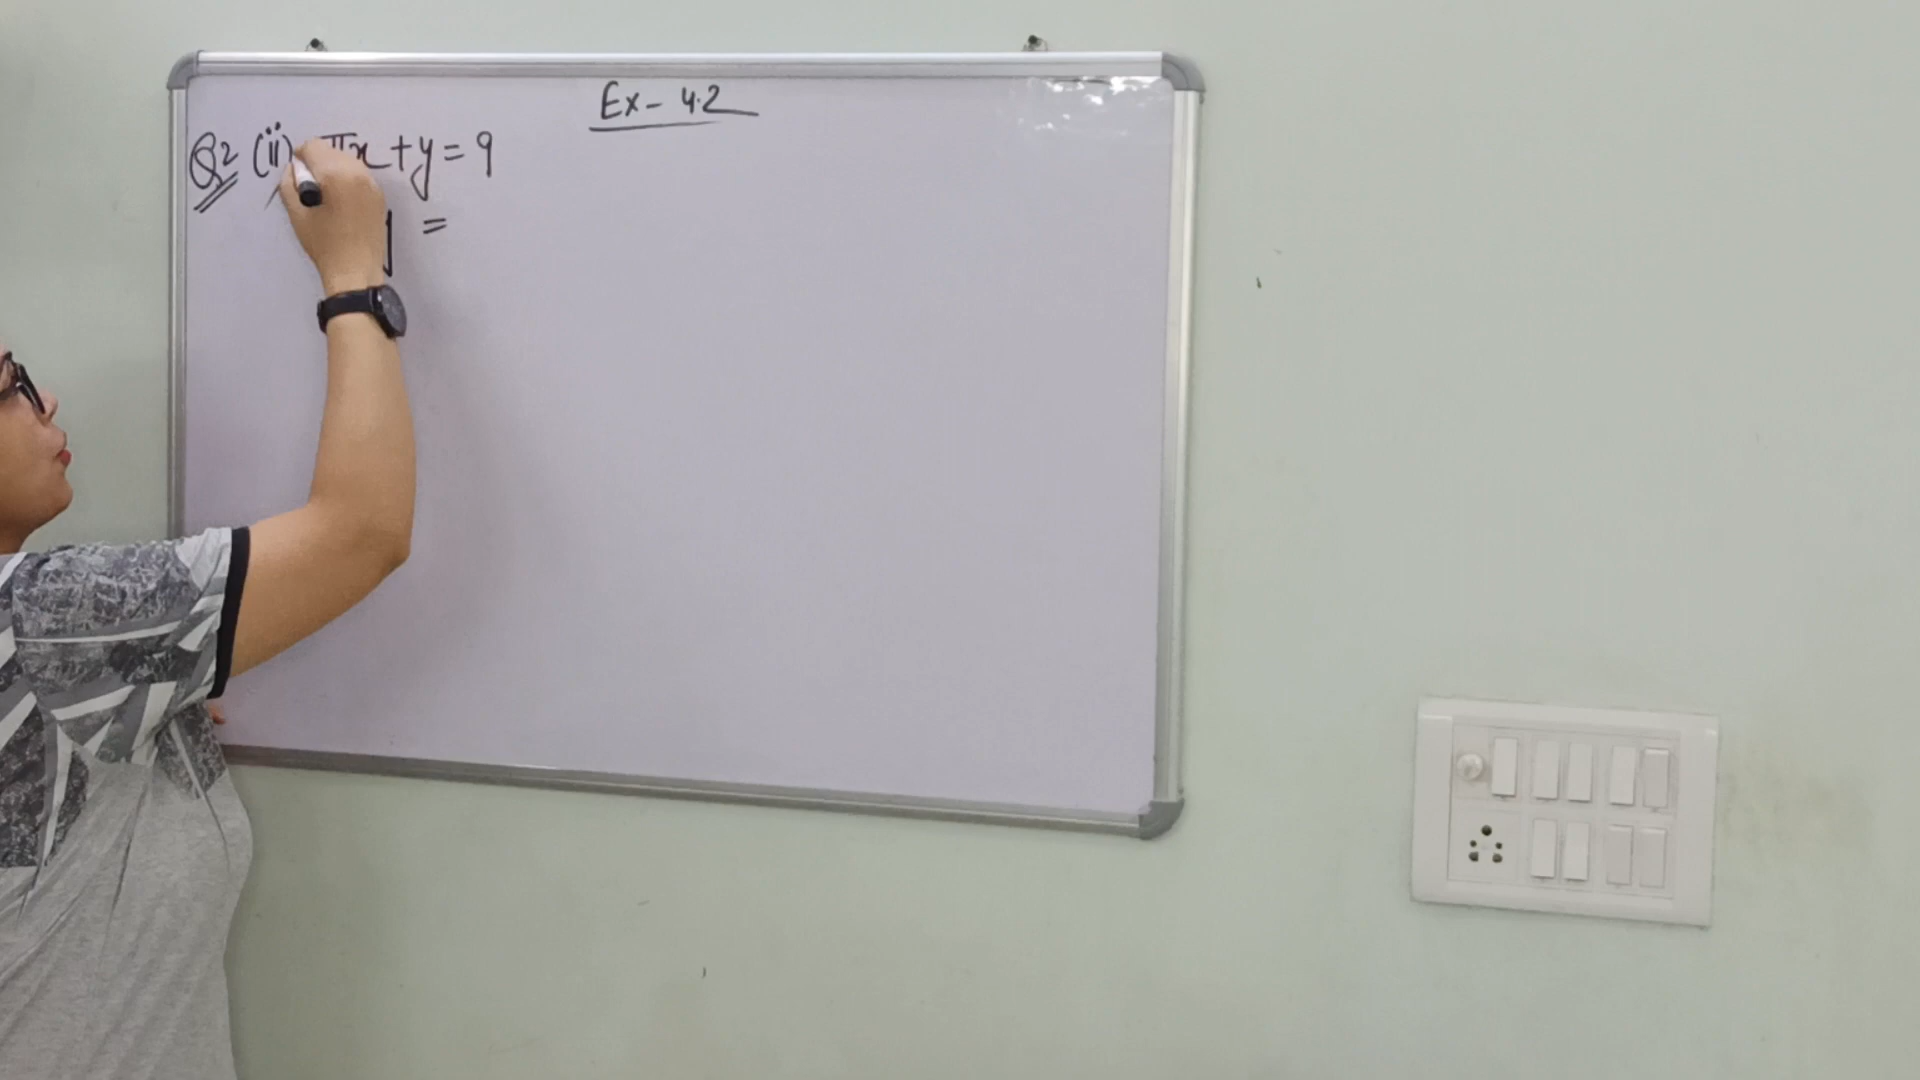 Ex - 4.2
Q2 (ii) πx + y = 9
y =